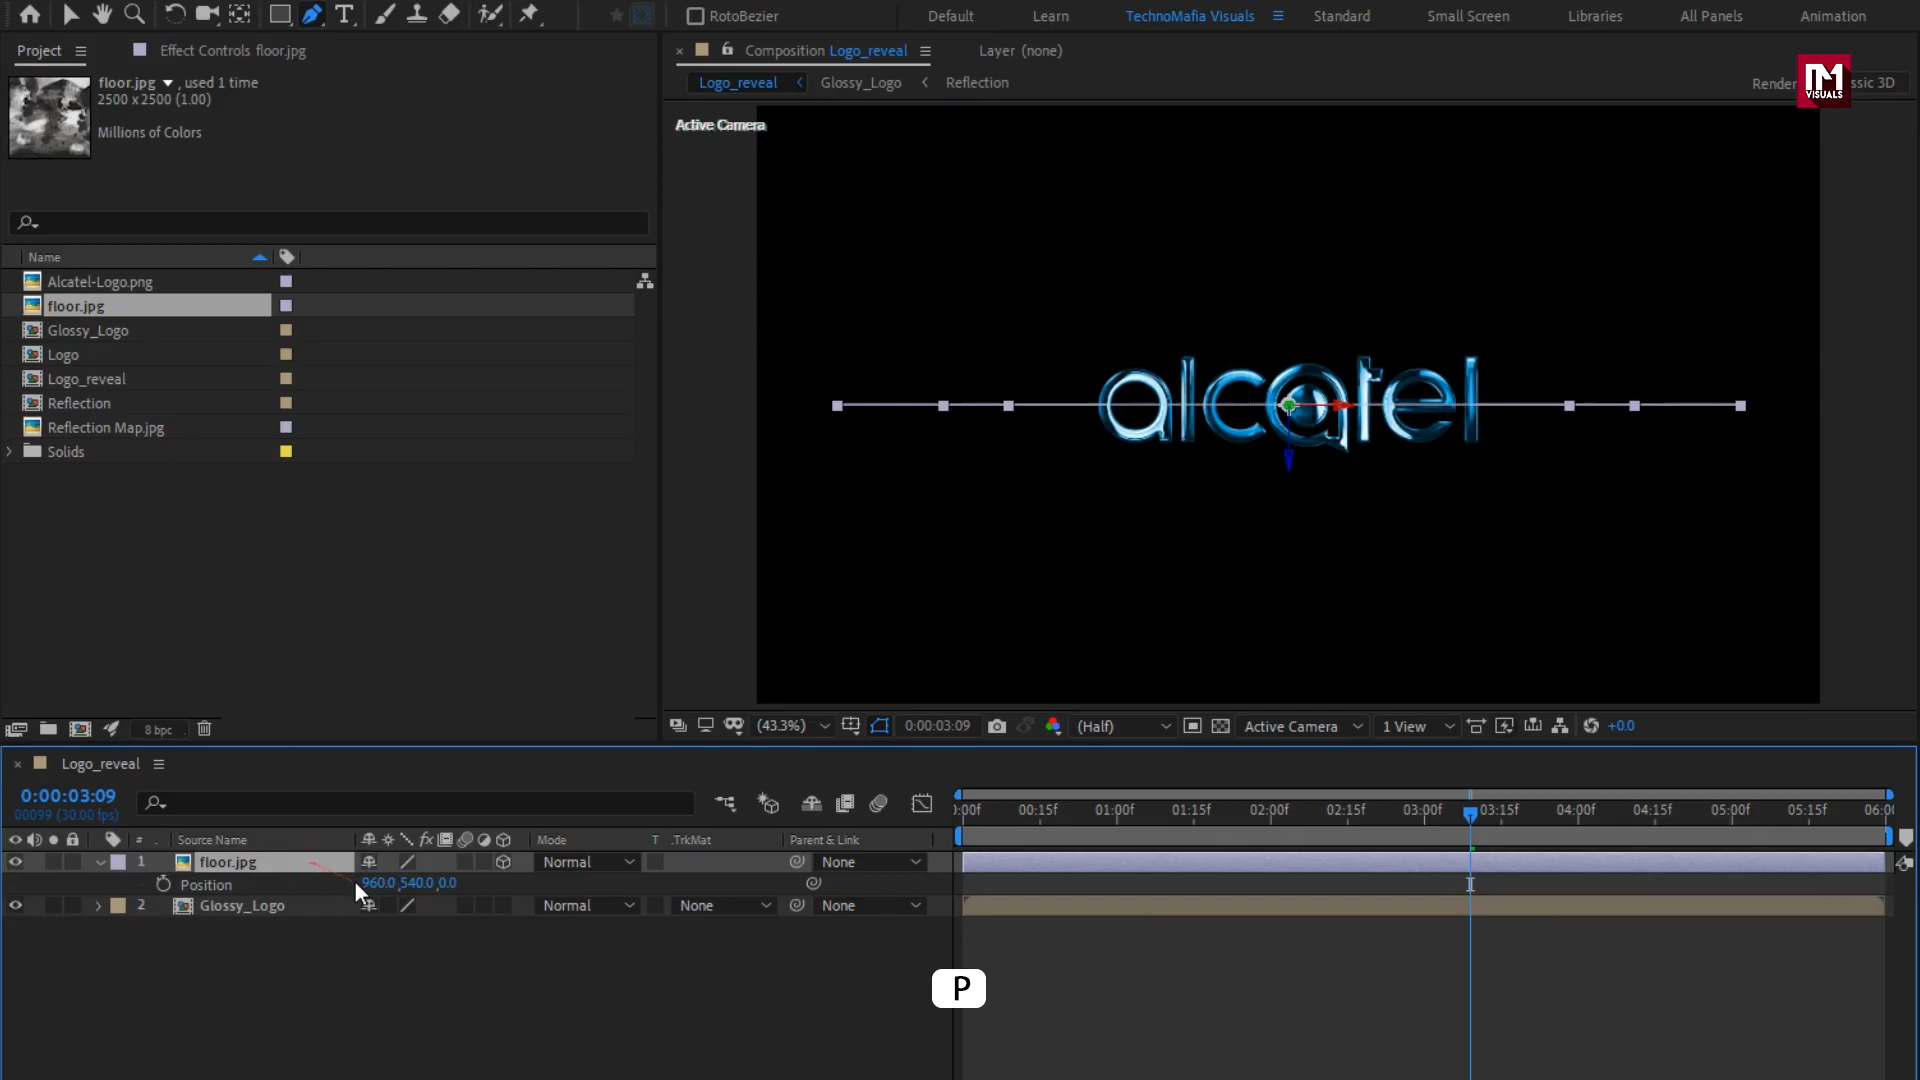 RotoBezier
Default
Learn
TechnoMafia Visuals
Standard
Small Screen
Libraries
All Panels
Animation
Project
Effect Controls floor.jpg
floor.jpg , used 1 time
2500 x 2500 (1.00)
Millions of Colors
Name
Alcatel-Logo.png
floor.jpg
Glossy_Logo
Logo
Logo_reveal
Reflection
Reflection Map.jpg
Solids
8 bpc
Composition Logo_reveal
Layer (none)
Logo_reveal
Glossy_Logo
Reflection
VISUALS
Active Camera
alcatel
(43.3%)
0:00:03:09
(Half)
Active Camera
1 View
+0.0
Logo_reveal
0:00:03:09
00099 (30.00 fps)
:00f
00:15f
01:00f
01:15f
02:00f
02:15f
03:00f
03:15f
04:00f
04:15f
05:00f
05:15f
#
Source Name
fx
Mode
T
.TrkMat
Parent & Link
1
floor.jpg
Normal
None
Position
960.0,540.0,0.0
2
Glossy_Logo
Normal
None
None
P